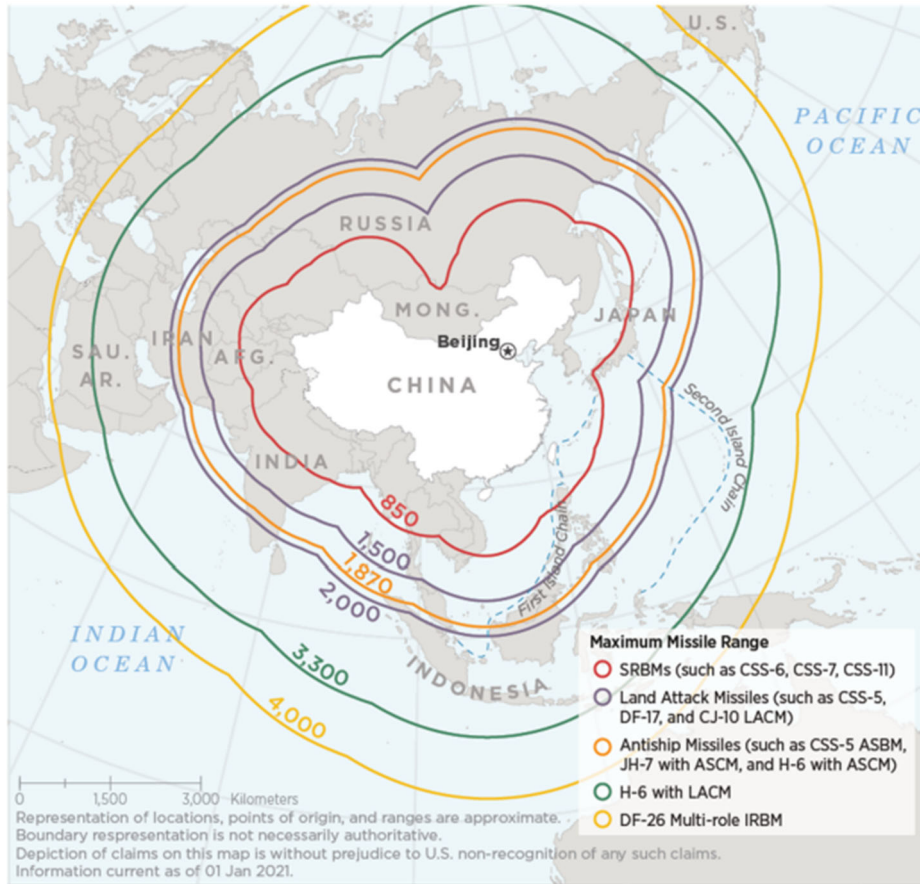 U.S.
PACIFIC
OCEAN
RUSSIA
MONG.
JAPAN
Beijing
IRAN
AFG.
SAU.
AR.
CHINA
Second Island Chain
INDIA
850
1,500
First Island Chain
1,870
2,000
INDIAN
OCEAN
3,300
INDONESIA
4,000
Maximum Missile Range
SRBMs (such as CSS-6, CSS-7, CSS-11)
Land Attack Missiles (such as CSS-5,
DF-17, and CJ-10 LACM)
Antiship Missiles (such as CSS-5 ASBM,
JH-7 with ASCM, and H-6 with ASCM)
H-6 with LACM
DF-26 Multi-role IRBM
0 1,500 3,000 Kilometers
Representation of locations, points of origin, and ranges are approximate.
Boundary respresentation is not necessarily authoritative.
Depiction of claims on this map is without prejudice to U.S. non-recognition of any such claims.
Information current as of 01 Jan 2021.